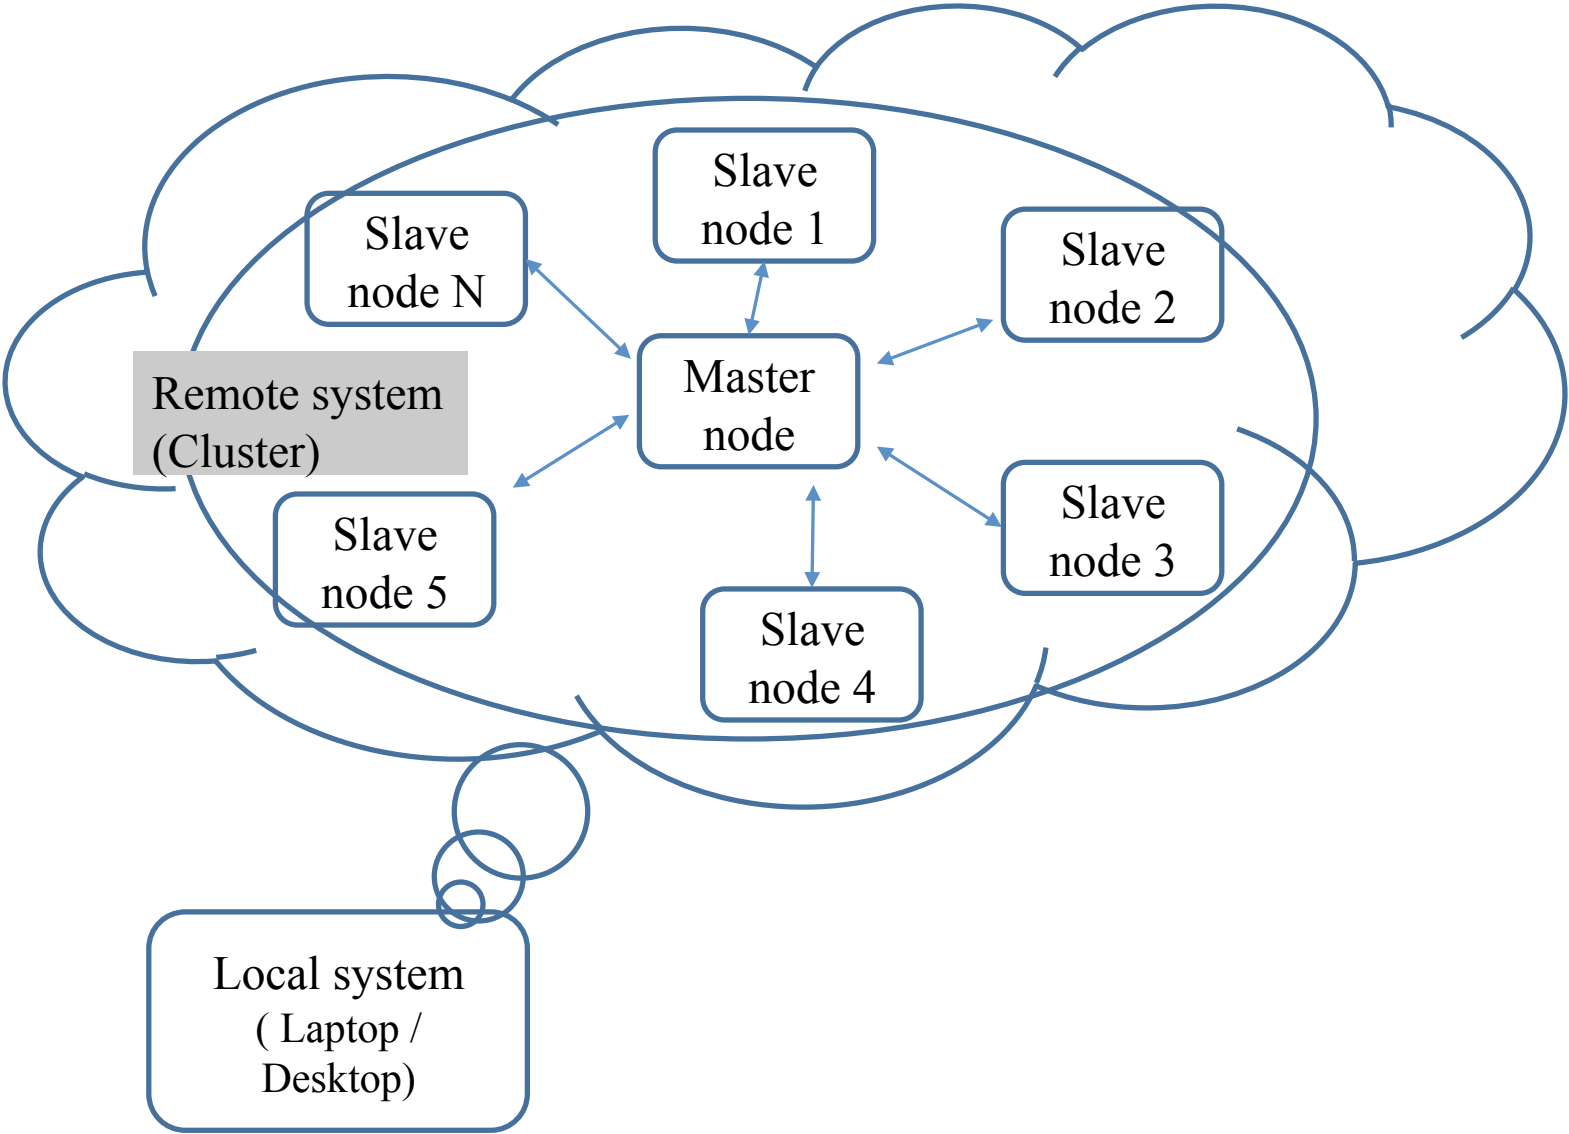 Slave
node 1
Slave
node N
Slave
node 2
Master
node
Remote system
(Cluster)
Slave
node 3
Slave
node 5
Slave
node 4
Local system
( Laptop /
Desktop)